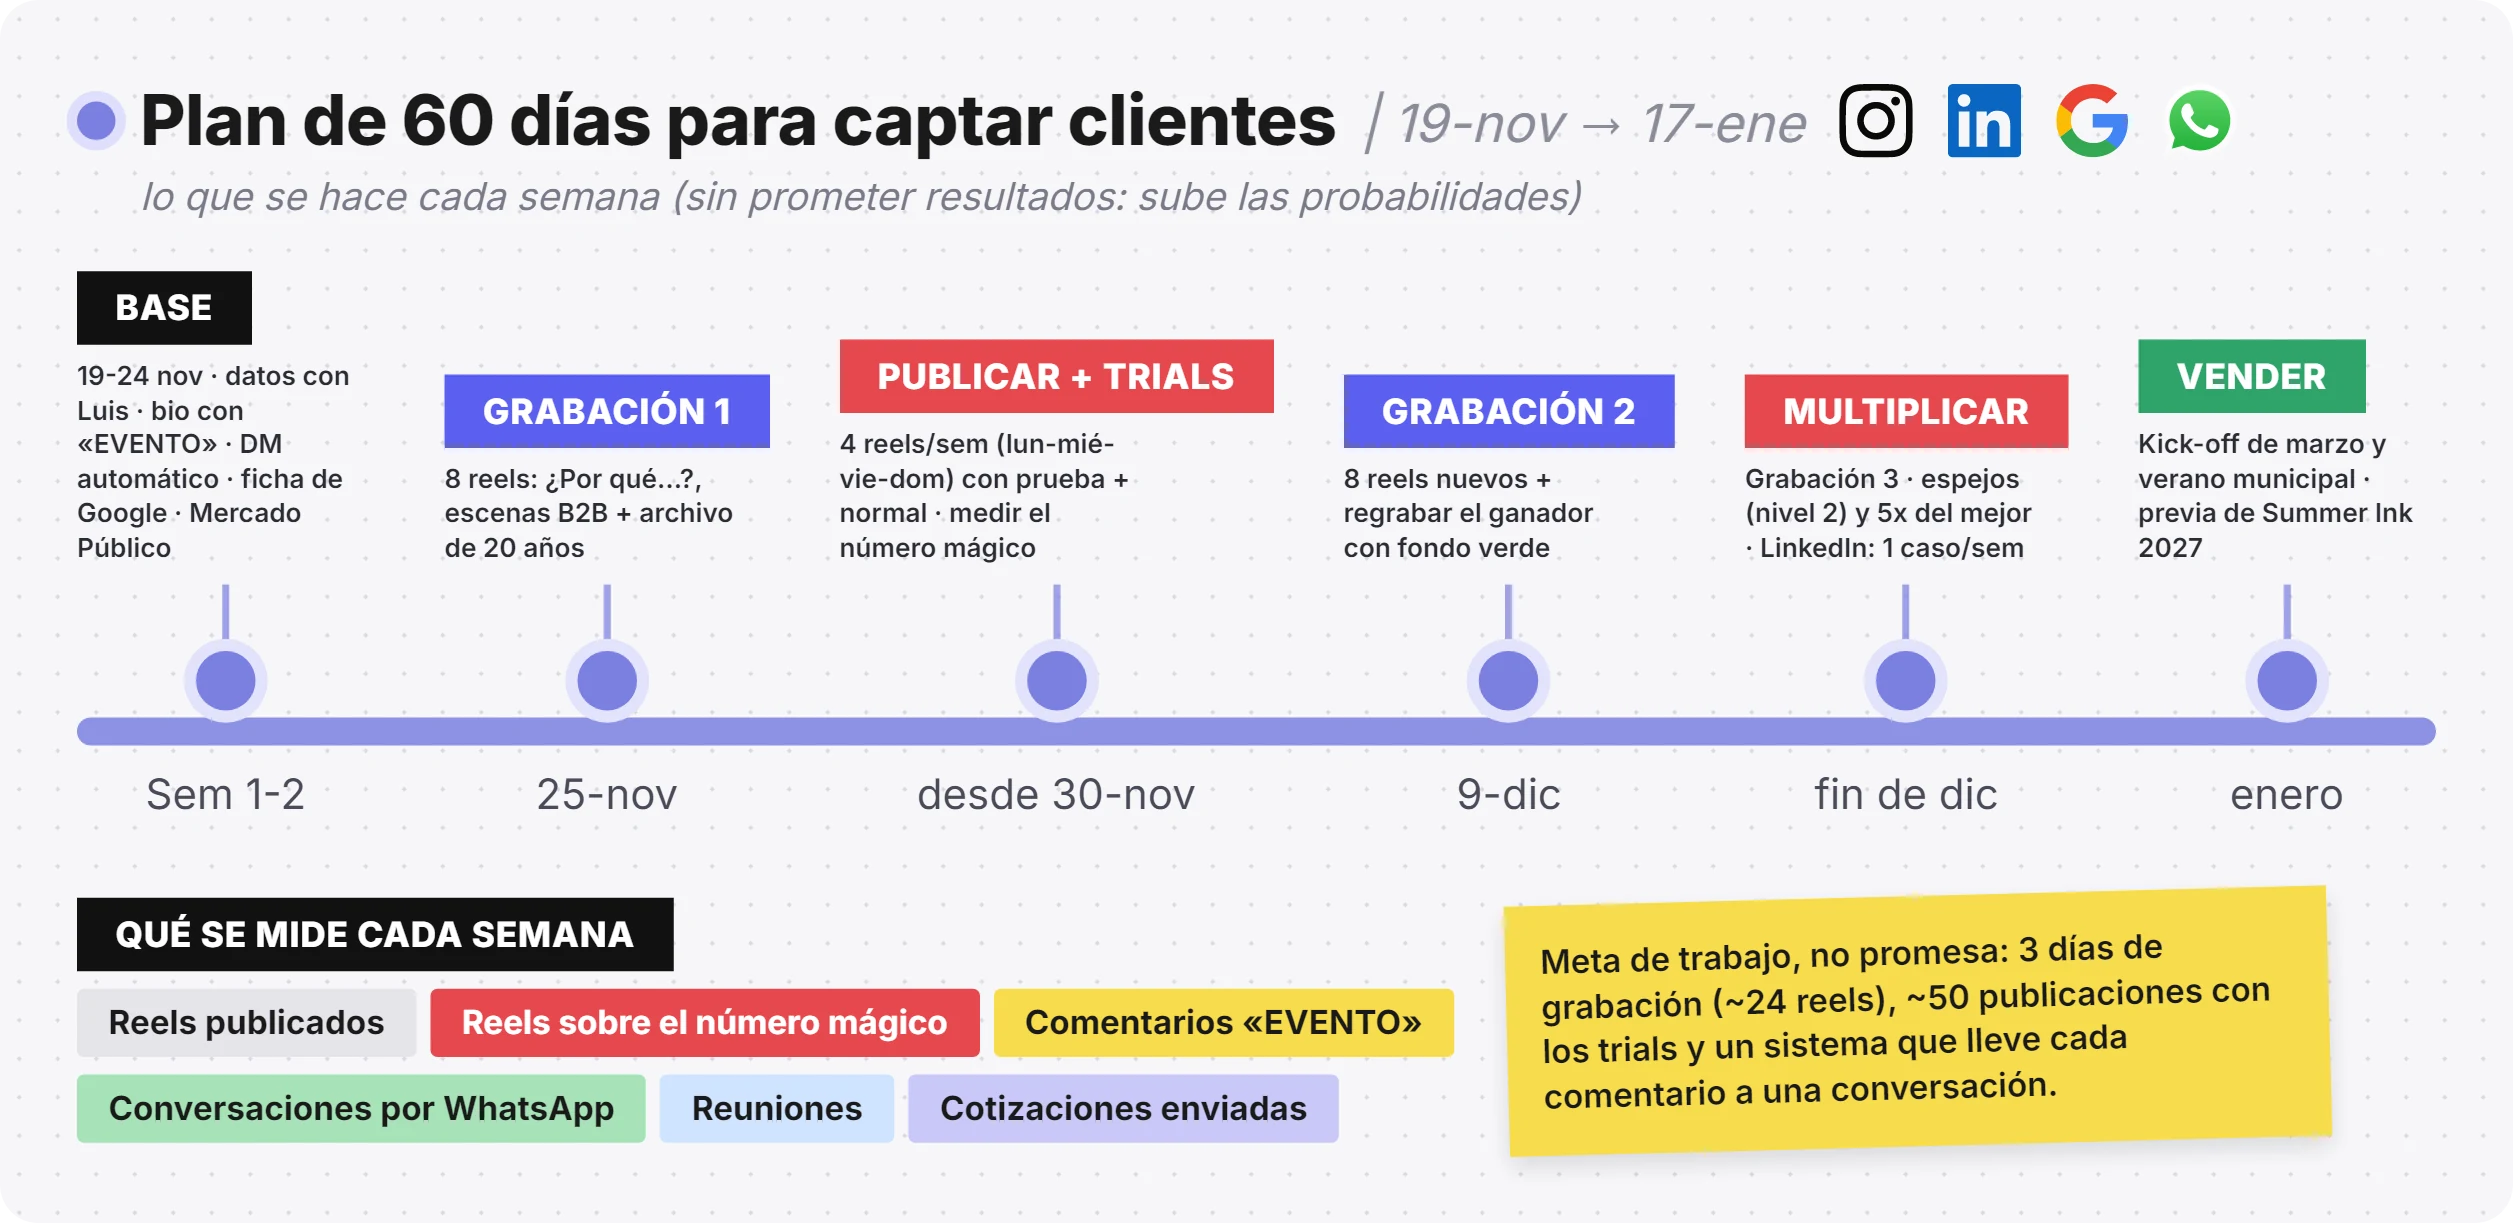 Plan de 60 días para captar clientes | 19-nov → 17-ene
lo que se hace cada semana (sin prometer resultados: sube las probabilidades)
BASE
19-24 nov · datos con
Luis · bio con
«EVENTO» · DM
automático · ficha de
Google · Mercado
Público
Sem 1-2
GRABACIÓN 1
8 reels: ¿Por qué...?,
escenas B2B + archivo
de 20 años
25-nov
PUBLICAR + TRIALS
4 reels/sem (lun-mié-
vie-dom) con prueba +
normal · medir el
número mágico
desde 30-nov
GRABACIÓN 2
8 reels nuevos +
regrabar el ganador
con fondo verde
9-dic
MULTIPLICAR
Grabación 3 · espejos
(nivel 2) y 5x del mejor
· LinkedIn: 1 caso/sem
fin de dic
VENDER
Kick-off de marzo y
verano municipal ·
previa de Summer Ink
2027
enero
QUÉ SE MIDE CADA SEMANA
Reels publicados
Reels sobre el número mágico
Comentarios «EVENTO»
Conversaciones por WhatsApp
Reuniones
Cotizaciones enviadas
Meta de trabajo, no promesa: 3 días de
grabación (~24 reels), ~50 publicaciones con
los trials y un sistema que lleve cada
comentario a una conversación.